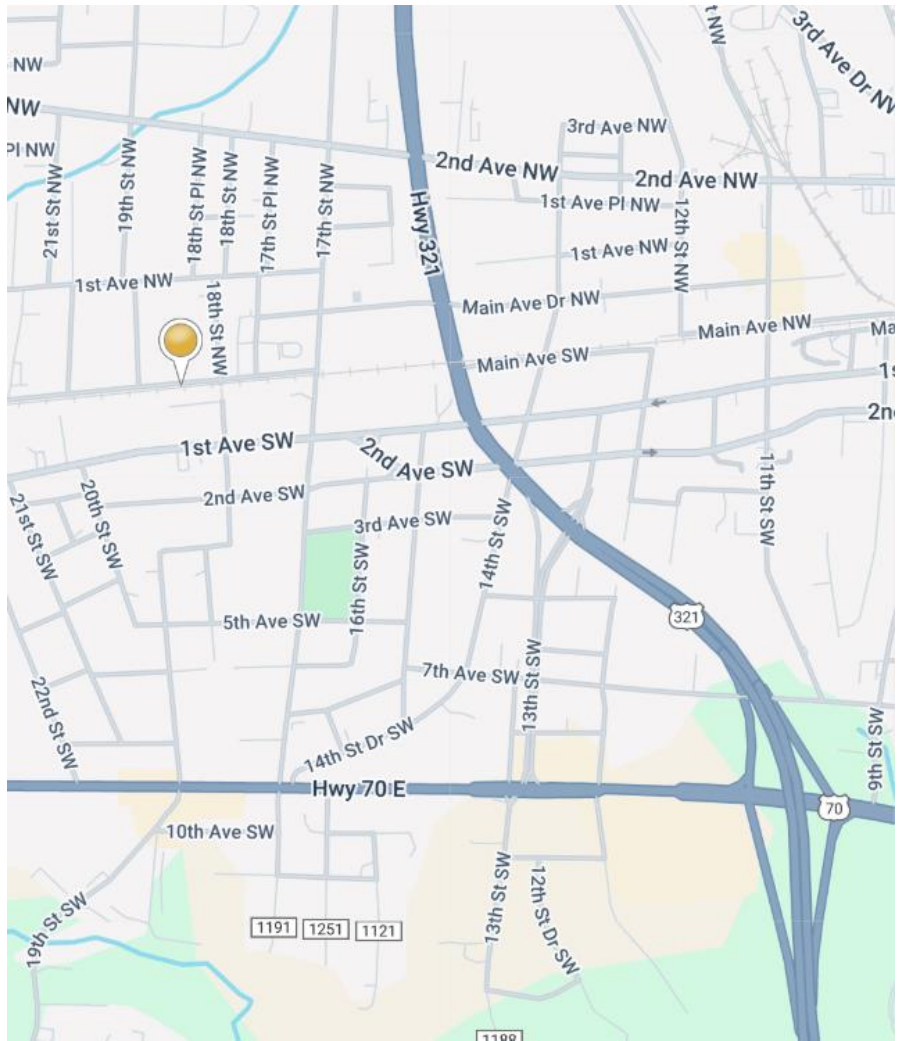 NW
NW
PI NW
21st St NW
19th St NW
18th St PI NW
18th St NW
17th St PI NW
17th St NW
1st Ave NW
18th St NW
Hwy 321
2nd Ave NW
3rd Ave NW
2nd Ave NW
1st Ave PI NW
1st Ave NW
12th St NW
t NW
3rd Ave Dr NW
Main Ave Dr NW
Main Ave NW
Ma
Main Ave SW
1s
2n
1st Ave SW
2nd Ave SW
2nd Ave SW
20th St SW
21st St SW
3rd Ave SW
14th St SW
11th St SW
16th St SW
5th Ave SW
321
7th Ave SW
13th St SW
22nd St SW
14th St Dr SW
9th St SW
Hwy 70 E
70
10th Ave SW
19th St SW
1191
1251
1121
13th St SW
12th St Dr SW
1188